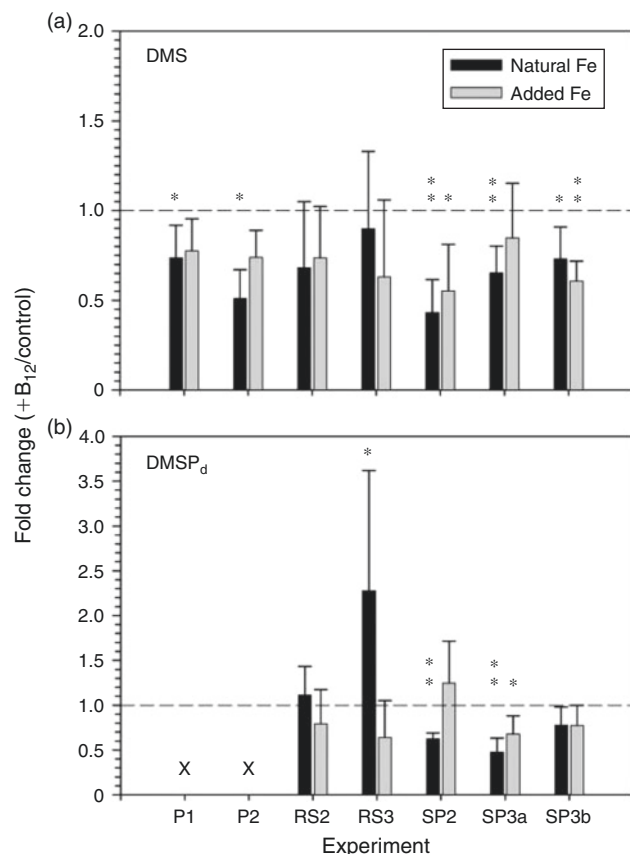 (a)
DMS
Natural Fe
Added Fe
2.0
1.5
1.0
0.5
0
* * * * * * * * * *
(b)
DMSPd
4.0
3.5
3.0
2.5
2.0
1.5
1.0
0.5
0
* * * * * *
X X
P1 P2 RS2 RS3 SP2 SP3a SP3b
Experiment
Fold change (+B12/control)